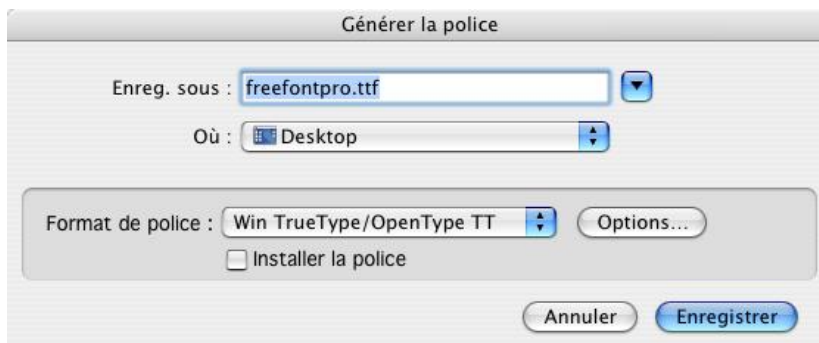 Générer la police
Enreg. sous : freefontpro.ttf
Où : Desktop
Format de police : Win TrueType/OpenType TT Options...
Installer la police
Annuler Enregistrer